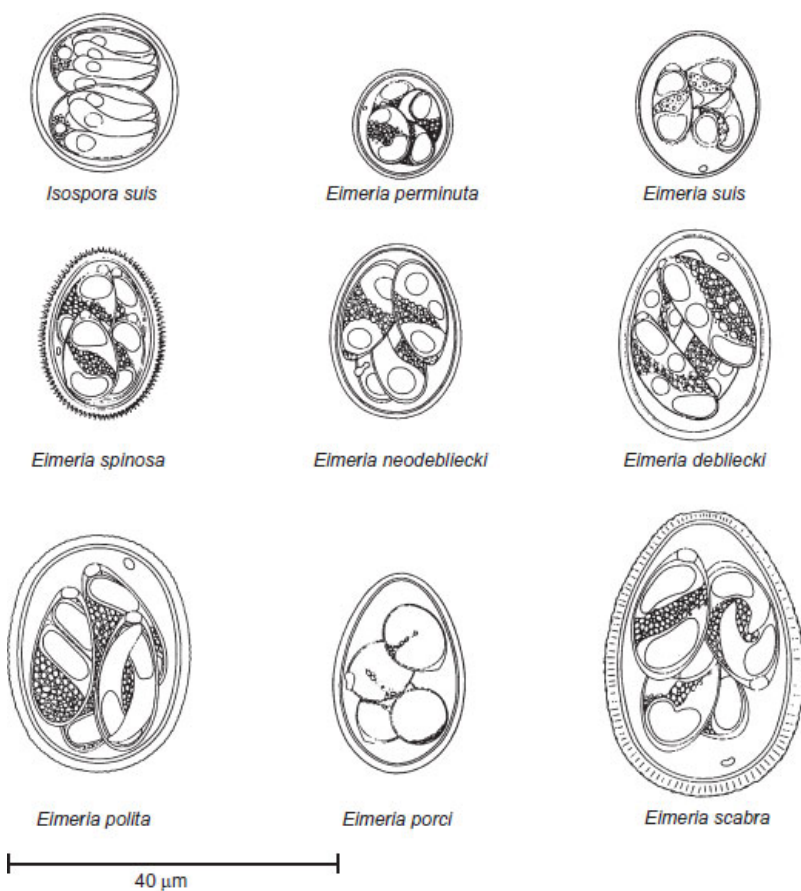 Isospora suis
Eimeria perminuta
Eimeria suis
Eimeria spinosa
Eimeria neodebliecki
Eimeria debliecki
Eimeria polita
Eimeria porci
Eimeria scabra
40 μm